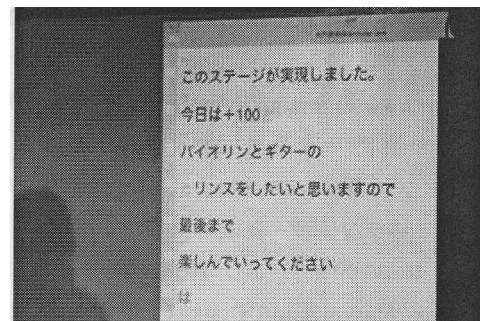 このステージが実現しました。
今日は+100
バイオリンとギターの
リンスをしたいと思いますので
最後まで
楽しんでいってください
は